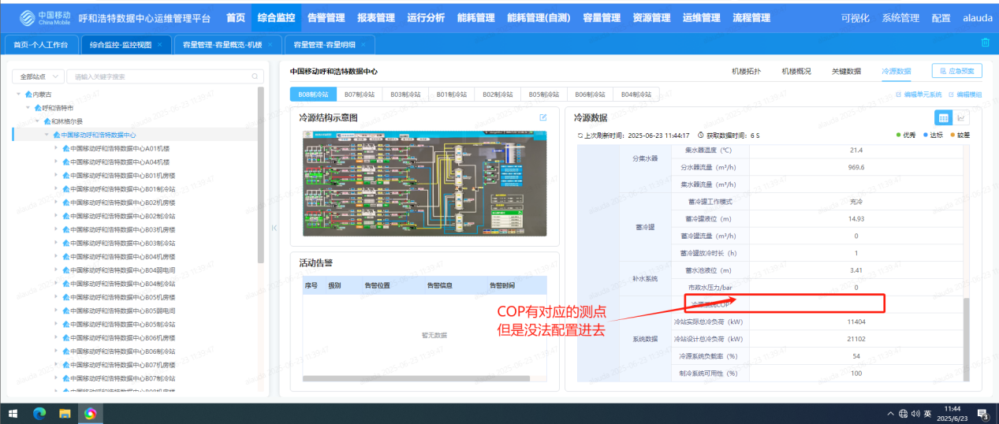 中国移动 China Mobile 呼和浩特数据中心运维管理平台 首页 综合监控 告警管理 报表管理 运行分析 能耗管理 能耗管理(自测) 容量管理 资源管理 运维管理 流程管理 可视化 系统管理 配置 alauda
首页-个人工作台 综合监控-监控视图 × 容量管理-容量概览-机楼 × 容量管理-容量明细 ×
全部站点 请输入关键字搜索
内蒙古
呼和浩特市
和林格尔县
中国移动呼和浩特数据中心
中国移动呼和浩特数据中心A01机楼
中国移动呼和浩特数据中心A04机楼
中国移动呼和浩特数据中心B01机房楼
中国移动呼和浩特数据中心B01制冷站
中国移动呼和浩特数据中心B02机房楼
中国移动呼和浩特数据中心B02制冷站
中国移动呼和浩特数据中心B03机房楼
中国移动呼和浩特数据中心B03制冷站
中国移动呼和浩特数据中心B04机房楼
中国移动呼和浩特数据中心B04弱电间
中国移动呼和浩特数据中心B04制冷站
中国移动呼和浩特数据中心B05机房楼
中国移动呼和浩特数据中心B05弱电间
中国移动呼和浩特数据中心B05制冷站
中国移动呼和浩特数据中心B06机房楼
中国移动呼和浩特数据中心B06制冷站
中国移动呼和浩特数据中心B07机房楼
中国移动呼和浩特数据中心B07制冷站
中国移动呼和浩特数据中心B08机房楼
中国移动呼和浩特数据中心 机楼拓扑 机楼概况 关键数据 冷源数据 应急预案
B08制冷站 B07制冷站 B03制冷站 B01制冷站 B02制冷站 B05制冷站 B06制冷站 B04制冷站 编辑单元系统 编辑模组
冷源结构示意图
活动告警
序号 级别 告警位置 告警信息 告警时间
暂无数据
COP有对应的测点
但是没法配置进去
冷源数据
上次刷新时间: 2025-06-23 11:44:17 获取数据时间: 6 S 优秀 达标 较差
分集水器
集水器温度（℃） 21.4
分水器流量（m³/h） 969.6
集水器流量（m³/h）
蓄冷罐
蓄冷罐工作模式 充冷
蓄冷罐液位（m） 14.93
蓄冷罐流量（m³/h） 0
蓄冷罐放冷时长（h） 1
补水系统
蓄水池液位（m） 3.41
市政水压力/bar 0
系统数据
冷源系统COP
冷站实际总冷负荷（kW） 11404
冷站设计总冷负荷（kW） 21102
冷源系统负载率（%） 54
制冷系统可用性（%） 100
英 11:44
2025/6/23
3